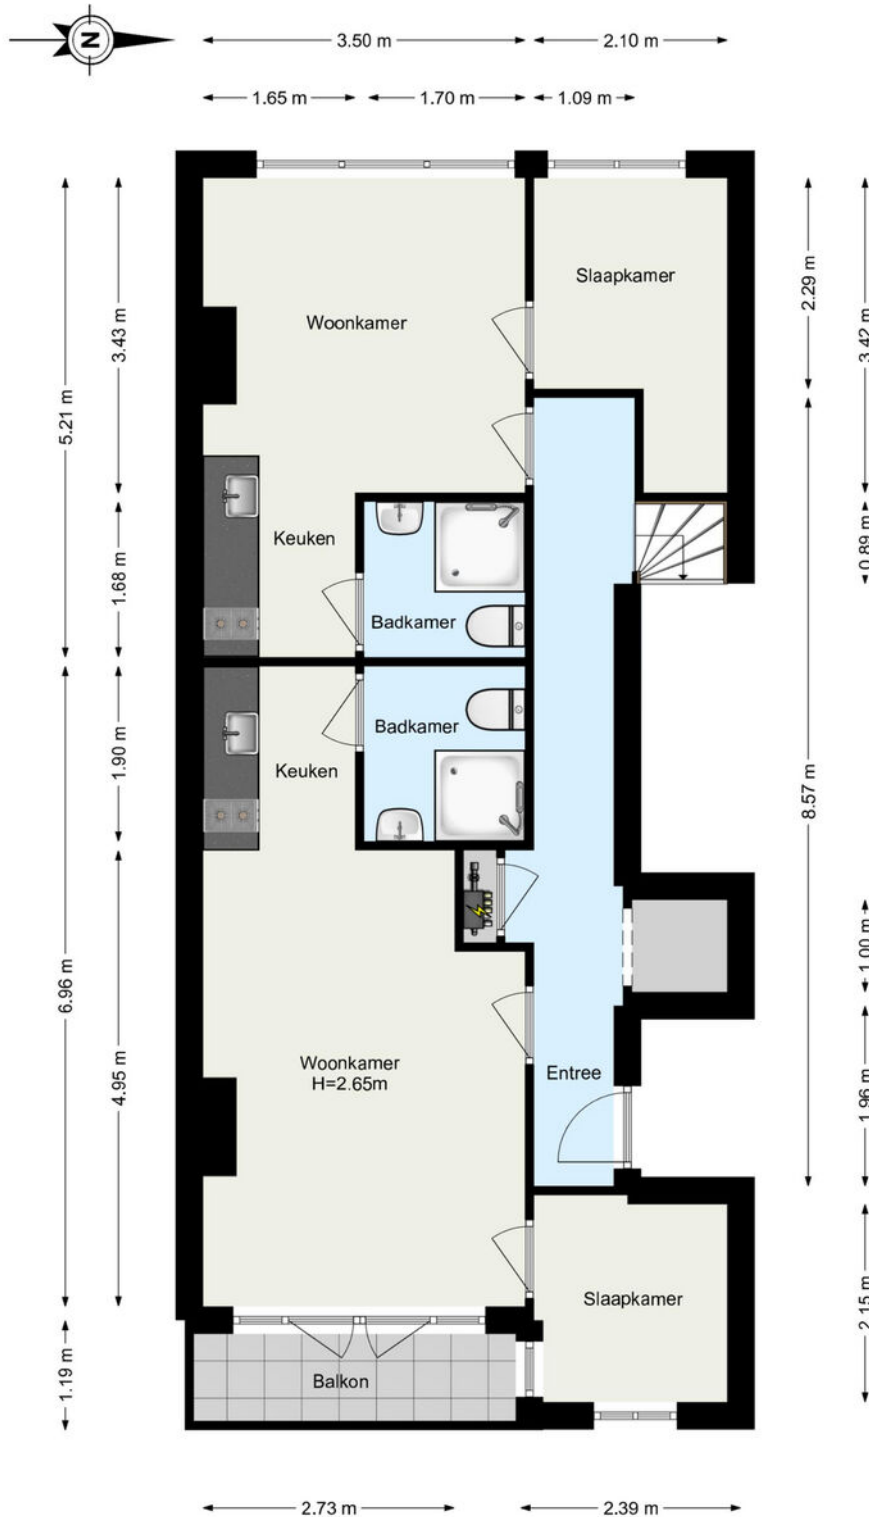 N
3.50 m
2.10 m
1.65 m
1.70 m
1.09 m
Slaapkamer
Woonkamer
2.29 m
3.43 m
3.42 m
5.21 m
Keuken
0.89 m
1.68 m
Badkamer
Badkamer
1.90 m
Keuken
8.57 m
1.00 m
6.96 m
Woonkamer
H=2.65m
Entree
4.95 m
1.96 m
Slaapkamer
2.15 m
1.19 m
Balkon
2.73 m
2.39 m